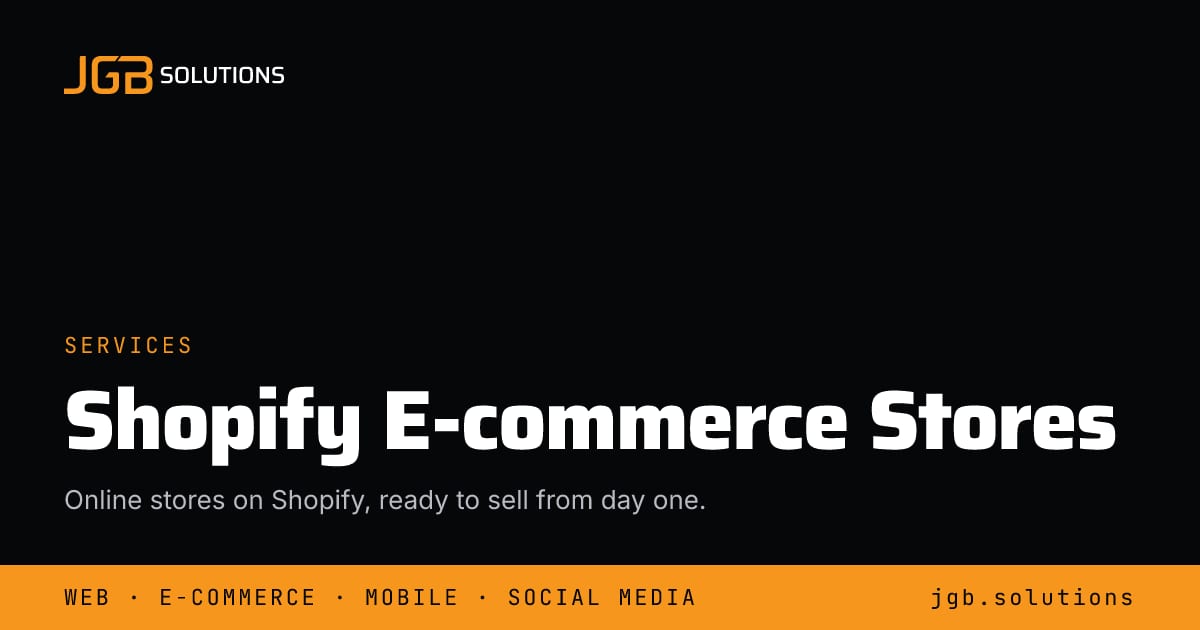 JGB SOLUTIONS
SERVICES
Shopify E-commerce Stores
Online stores on Shopify, ready to sell from day one.
WEB · E-COMMERCE · MOBILE · SOCIAL MEDIA
jgb.solutions